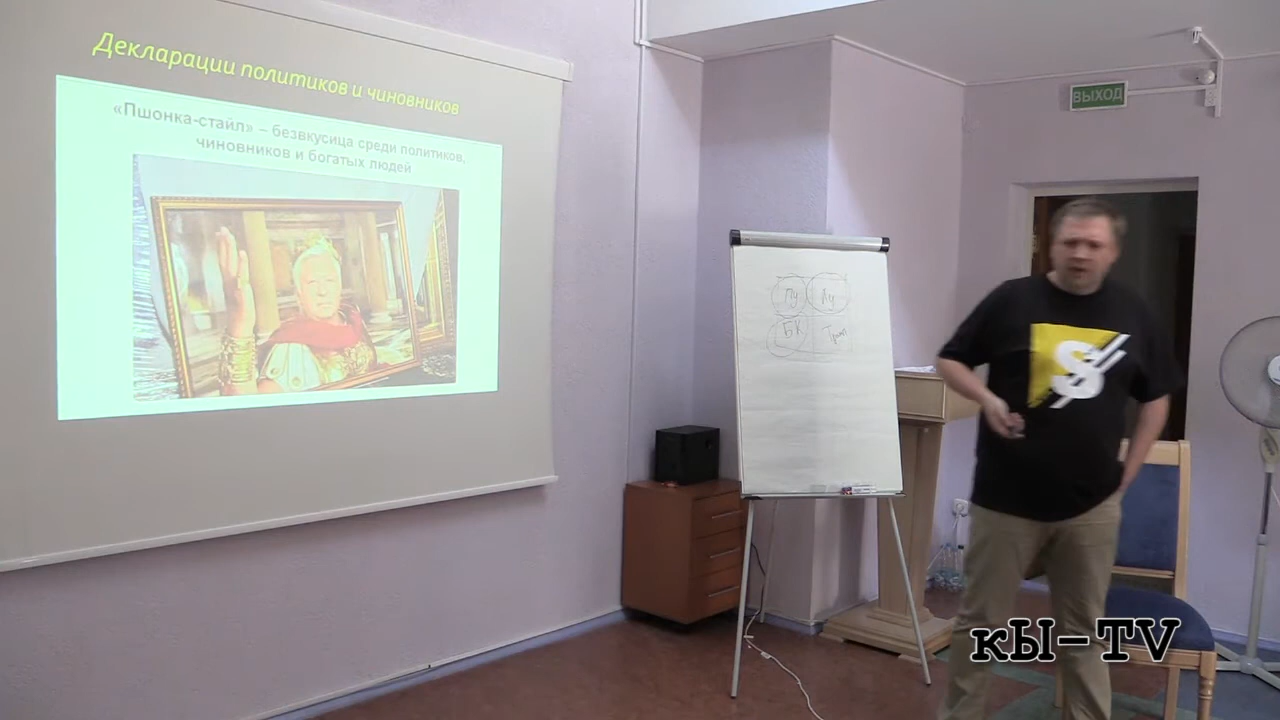 Декларации политиков и чиновников
«Пшонка-стайл» – безвкусица среди политиков,
чиновников и богатых людей
ВЫХОД
Пу
Лу
БК
S
кЫ-TV